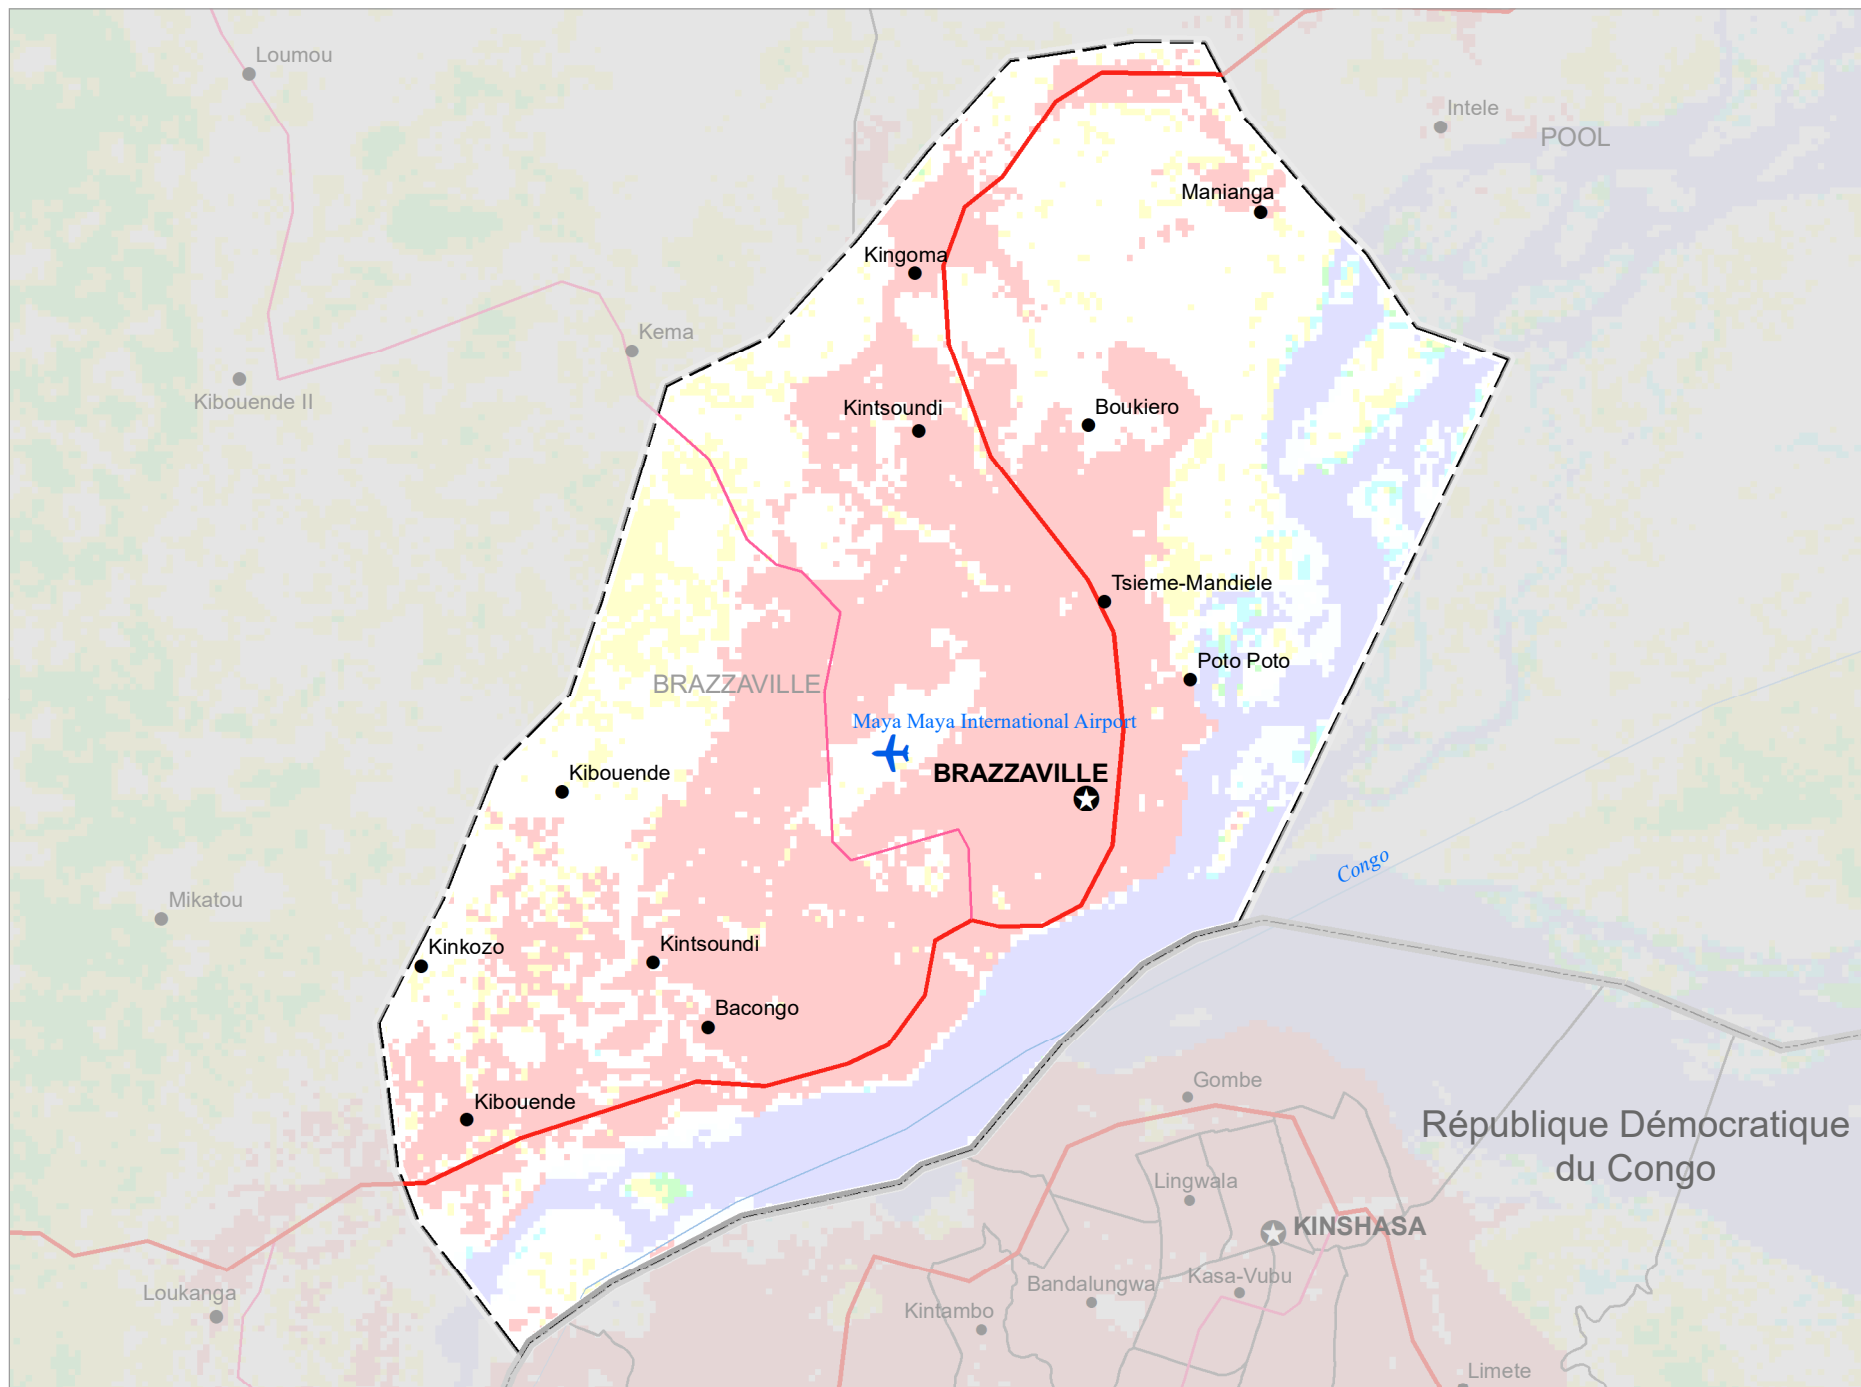 Loumou
Intele
POOL
Manianga
Kingoma
Kema
Kibouende II
Kintsoundi
Boukiero
Tsieme-Mandiele
Poto Poto
BRAZZAVILLE
Maya Maya International Airport
Kibouende
BRAZZAVILLE
Congo
Mikatou
Kinkozo
Kintsoundi
Bacongo
Gombe
Kibouende
République Démocratique
du Congo
Lingwala
KINSHASA
Kasa-Vubu
Bandalungwa
Loukanga
Kintambo
Limete